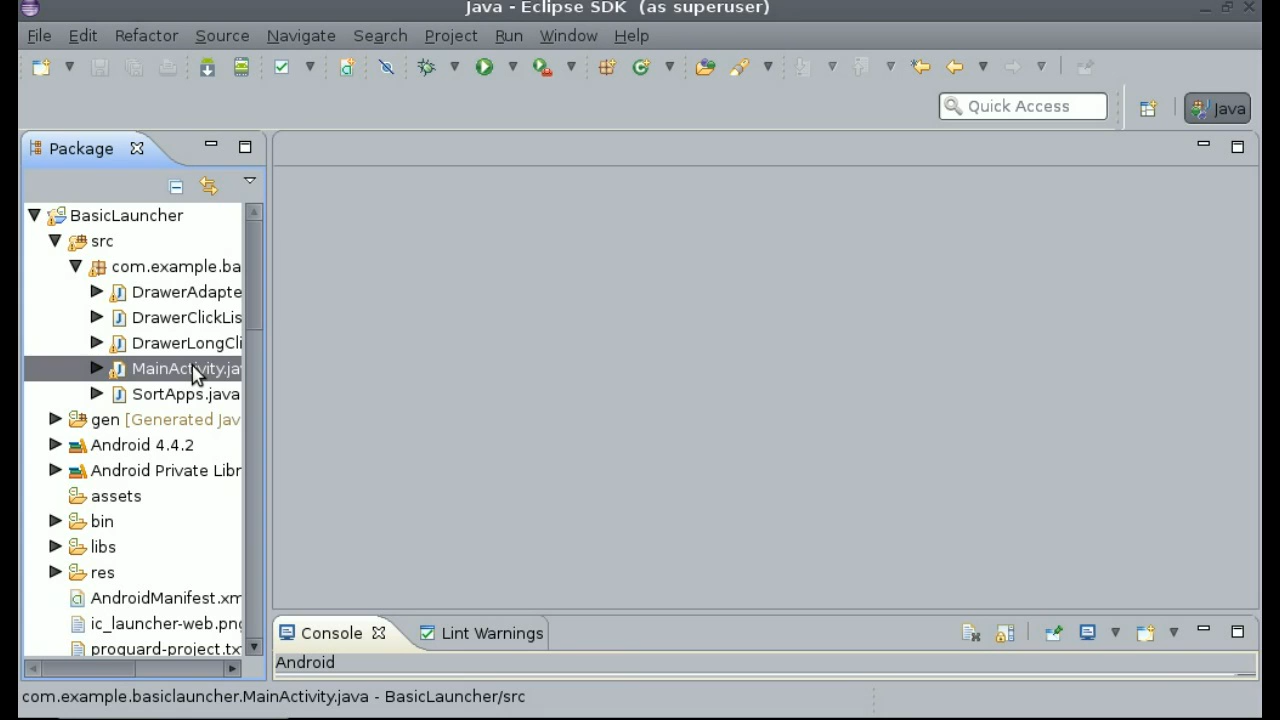 Java - Eclipse SDK (as superuser)
File Edit Refactor Source Navigate Search Project Run Window Help
Quick Access
Java
Package
BasicLauncher
src
com.example.ba
DrawerAdapte
DrawerClickLis
DrawerLongCli
MainActivity.ja
SortApps.java
gen [Generated Jav
Android 4.4.2
Android Private Libr
assets
bin
libs
res
AndroidManifest.xm
ic_launcher-web.png
proguard-project.tx
Console Lint Warnings
Android
com.example.basiclauncher.MainActivity.java - BasicLauncher/src